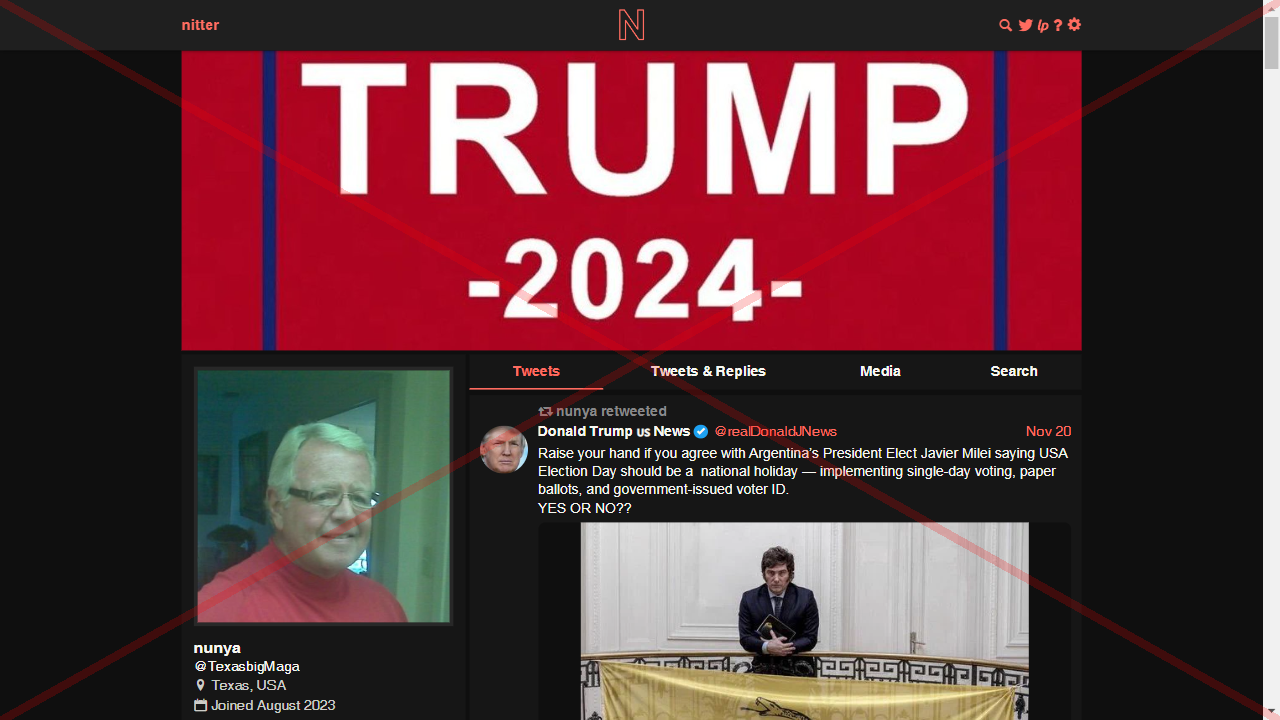 nitter
N
lp ?
TRUMP
-2024-
Tweets
Tweets & Replies
Media
Search
nunya retweeted
Donald Trump us News @realDonaldJNews Nov 20
Raise your hand if you agree with Argentina's President Elect Javier Milei saying USA
Election Day should be a national holiday — implementing single-day voting, paper
ballots, and government-issued voter ID.
YES OR NO??
nunya
@TexasbigMaga
Texas, USA
Joined August 2023